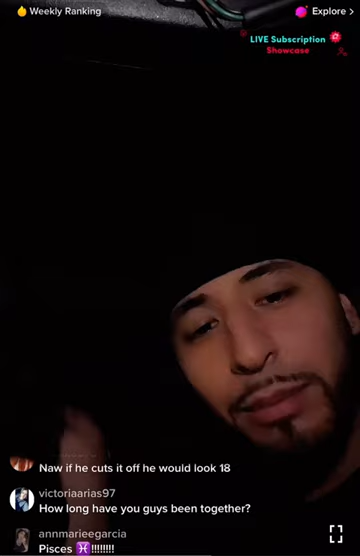 Weekly Ranking
Explore >
LIVE Subscription
Showcase
Naw if he cuts it off he would look 18
victoriaarias97
How long have you guys been together?
annmarieegarcia
Pisces ♓!!!!!!!!